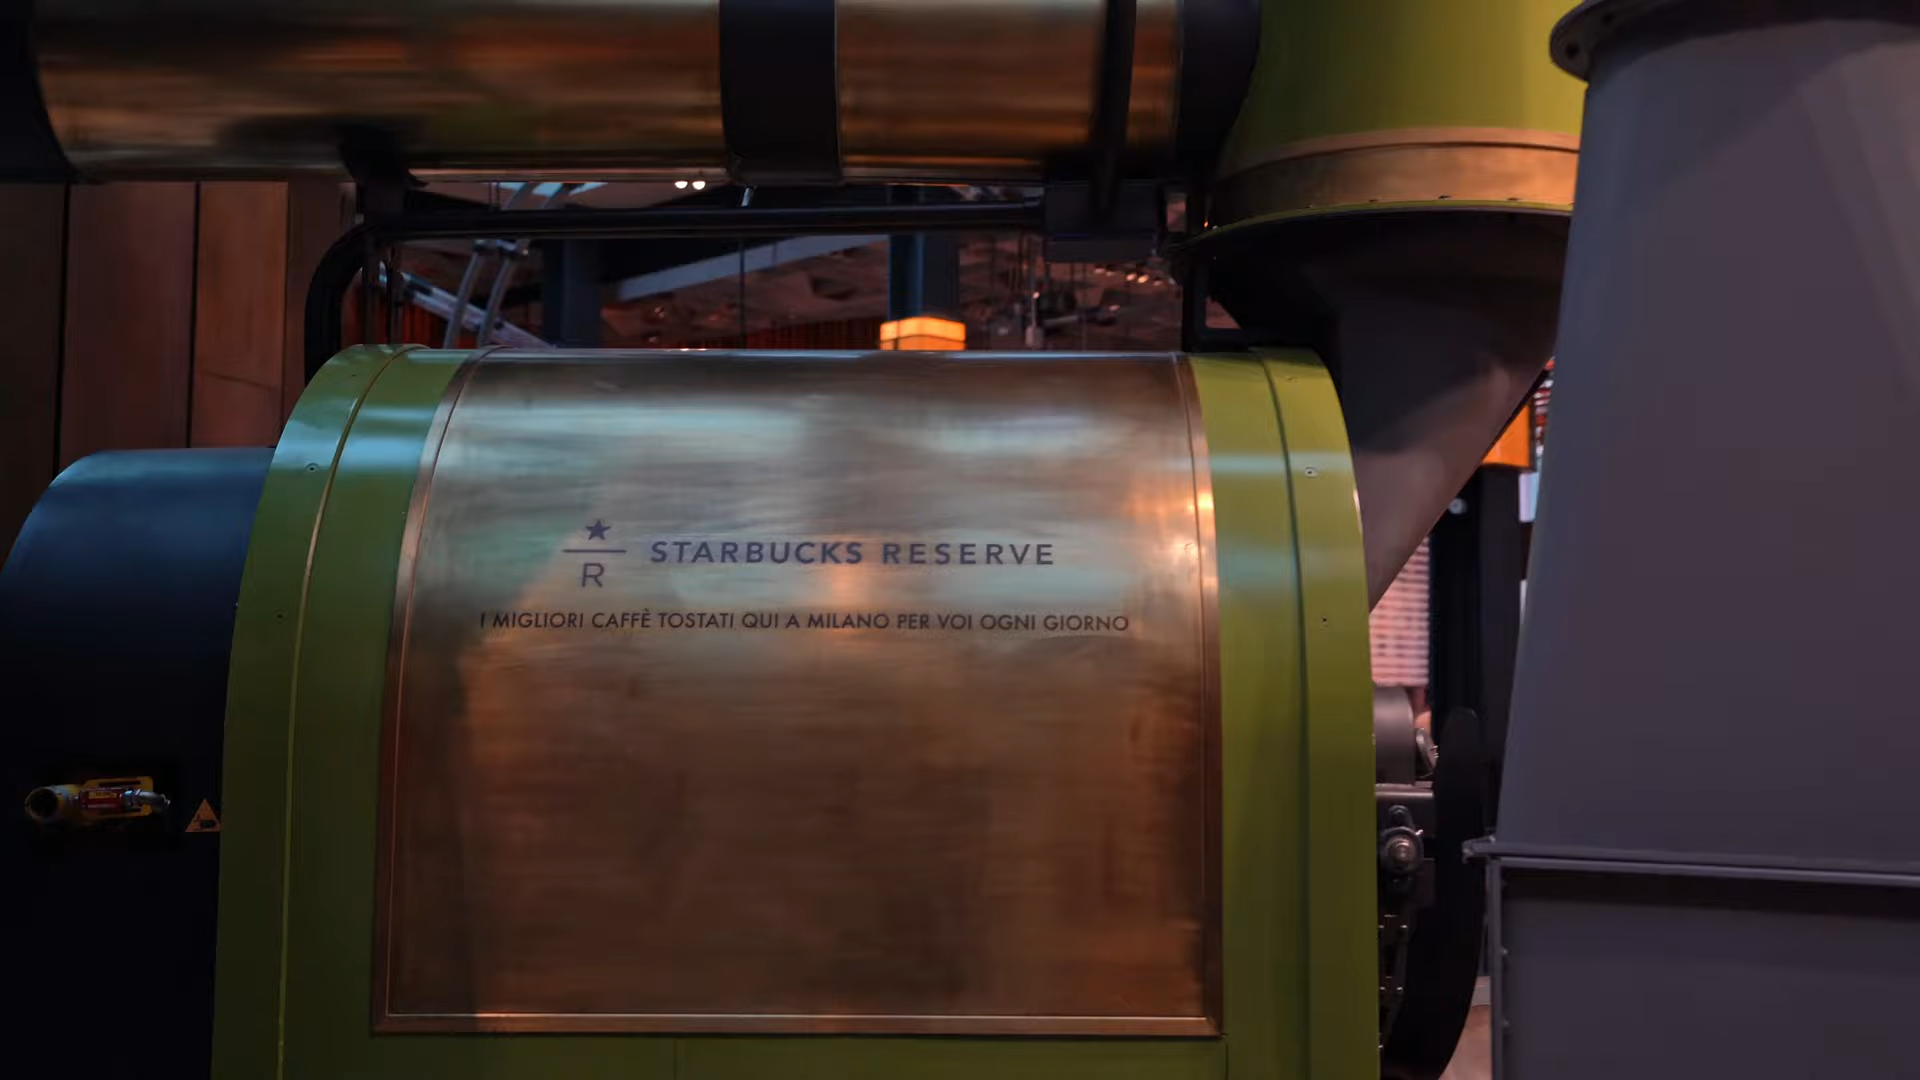 ★
R
STARBUCKS RESERVE
I MIGLIORI CAFFÈ TOSTATI QUI A MILANO PER VOI OGNI GIORNO